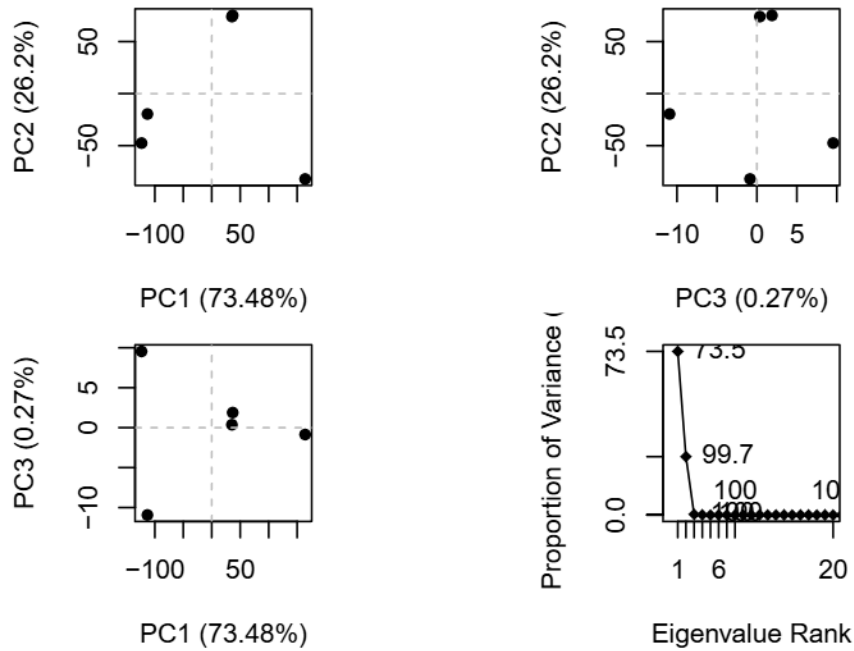 PC2 (26.2%)
50
−50
−100
50
PC1 (73.48%)
PC2 (26.2%)
50
−50
−10
0
5
PC3 (0.27%)
PC3 (0.27%)
5
0
−10
−100
50
PC1 (73.48%)
Proportion of Variance (
73.5
0.0
73.5
99.7
100
10
1
6
20
Eigenvalue Rank